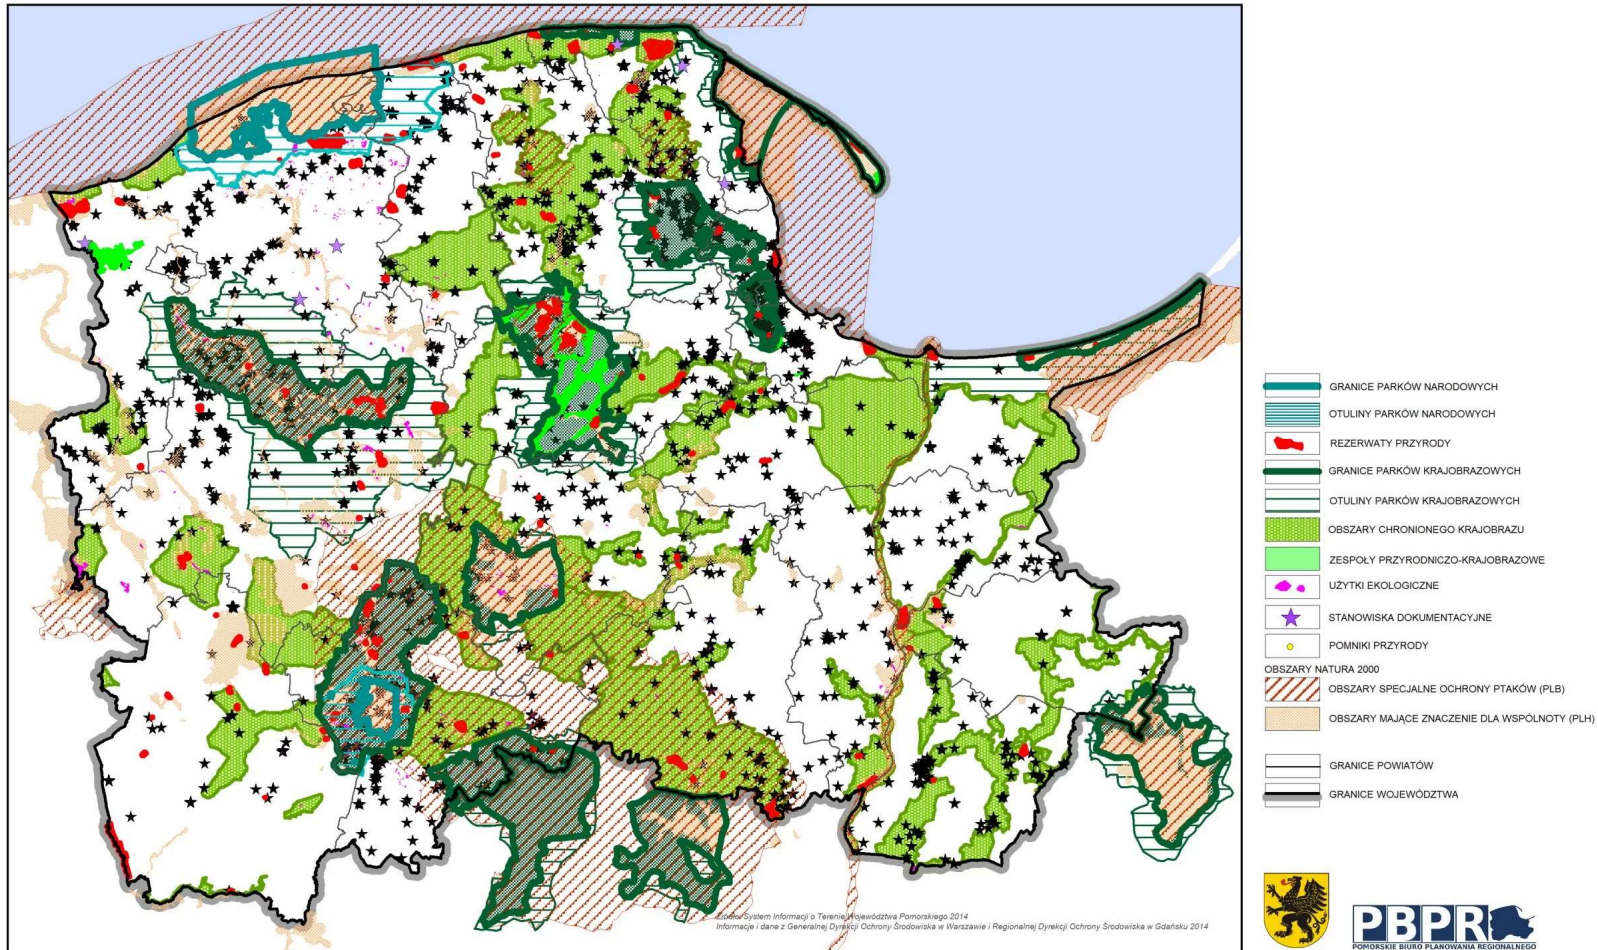 GRANICE PARKÓW NARODOWYCH
OTULINY PARKÓW NARODOWYCH
REZERWATY PRZYRODY
GRANICE PARKÓW KRAJOBRAZOWYCH
OTULINY PARKÓW KRAJOBRAZOWYCH
OBSZARY CHRONIONEGO KRAJOBRAZU
ZESPOŁY PRZYRODNICZO-KRAJOBRAZOWE
UŻYTKI EKOLOGICZNE
STANOWISKA DOKUMENTACYJNE
POMNIKI PRZYRODY
OBSZARY NATURA 2000
OBSZARY SPECJALNE OCHRONY PTAKÓW (PLB)
OBSZARY MAJĄCE ZNACZENIE DLA WSPÓLNOTY (PLH)
GRANICE POWIATÓW
GRANICE WOJEWÓDZTWA
Źródło: System Informacji o Terenie Województwa Pomorskiego 2014
Informacje i dane z Generalnej Dyrekcji Ochrony Środowiska w Warszawie i Regionalnej Dyrekcji Ochrony Środowiska w Gdańsku 2014
PBPR
POMORSKIE BIURO PLANOWANIA REGIONALNEGO